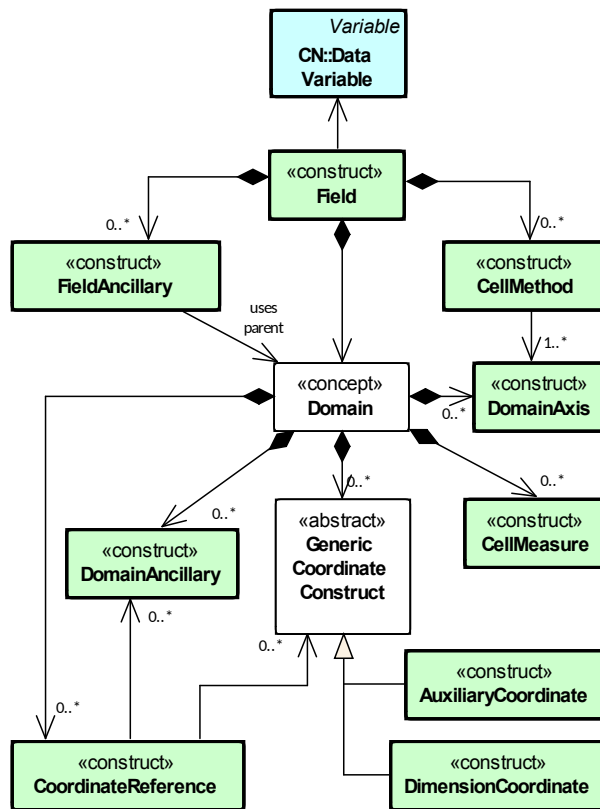 Variable
CN::Data
Variable
«construct»
Field
0..*
0..*
«construct»
FieldAncillary
«construct»
CellMethod
uses
parent
1..*
«concept»
Domain
0..*
«construct»
DomainAxis
0..*
0..*
0..*
«construct»
DomainAncillary
«abstract»
Generic
Coordinate
Construct
«construct»
CellMeasure
0..*
0..*
«construct»
AuxiliaryCoordinate
0..*
«construct»
CoordinateReference
«construct»
DimensionCoordinate